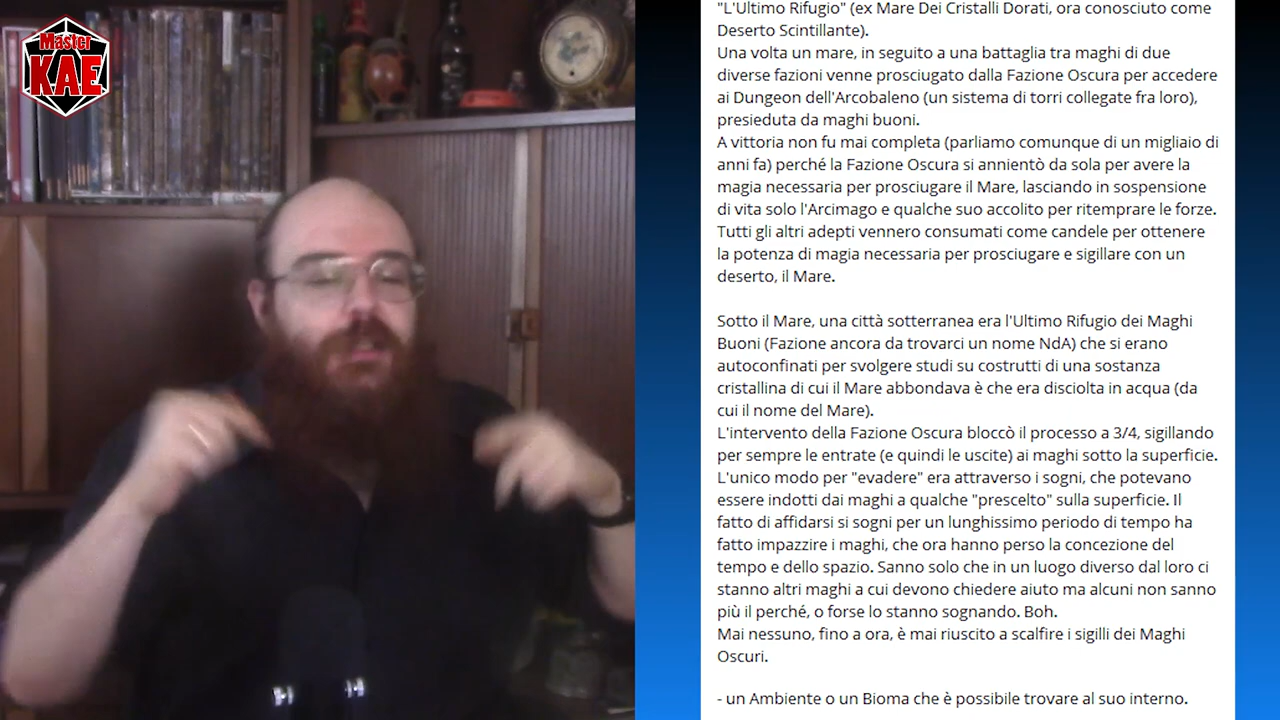 Master
KAE
"L'Ultimo Rifugio" (ex Mare Dei Cristalli Dorati, ora conosciuto come
Deserto Scintillante).
Una volta un mare, in seguito a una battaglia tra maghi di due
diverse fazioni venne prosciugato dalla Fazione Oscura per accedere
ai Dungeon dell'Arcobaleno (un sistema di torri collegate fra loro),
presieduta da maghi buoni.
A vittoria non fu mai completa (parliamo comunque di un migliaio di
anni fa) perché la Fazione Oscura si annientò da sola per avere la
magia necessaria per prosciugare il Mare, lasciando in sospensione
di vita solo l'Arcimago e qualche suo accolito per ritemprare le forze.
Tutti gli altri adepti vennero consumati come candele per ottenere
la potenza di magia necessaria per prosciugare e sigillare con un
deserto, il Mare.
Sotto il Mare, una città sotterranea era l'Ultimo Rifugio dei Maghi
Buoni (Fazione ancora da trovarci un nome NdA) che si erano
autoconfinati per svolgere studi su costrutti di una sostanza
cristallina di cui il Mare abbondava è che era disciolta in acqua (da
cui il nome del Mare).
L'intervento della Fazione Oscura bloccò il processo a 3/4, sigillando
per sempre le entrate (e quindi le uscite) ai maghi sotto la superficie.
L'unico modo per "evadere" era attraverso i sogni, che potevano
essere indotti dai maghi a qualche "prescelto" sulla superficie. Il
fatto di affidarsi si sogni per un lunghissimo periodo di tempo ha
fatto impazzire i maghi, che ora hanno perso la concezione del
tempo e dello spazio. Sanno solo che in un luogo diverso dal loro ci
stanno altri maghi a cui devono chiedere aiuto ma alcuni non sanno
più il perché, o forse lo stanno sognando. Boh.
Mai nessuno, fino a ora, è mai riuscito a scalfire i sigilli dei Maghi
Oscuri.
- un Ambiente o un Bioma che è possibile trovare al suo interno.